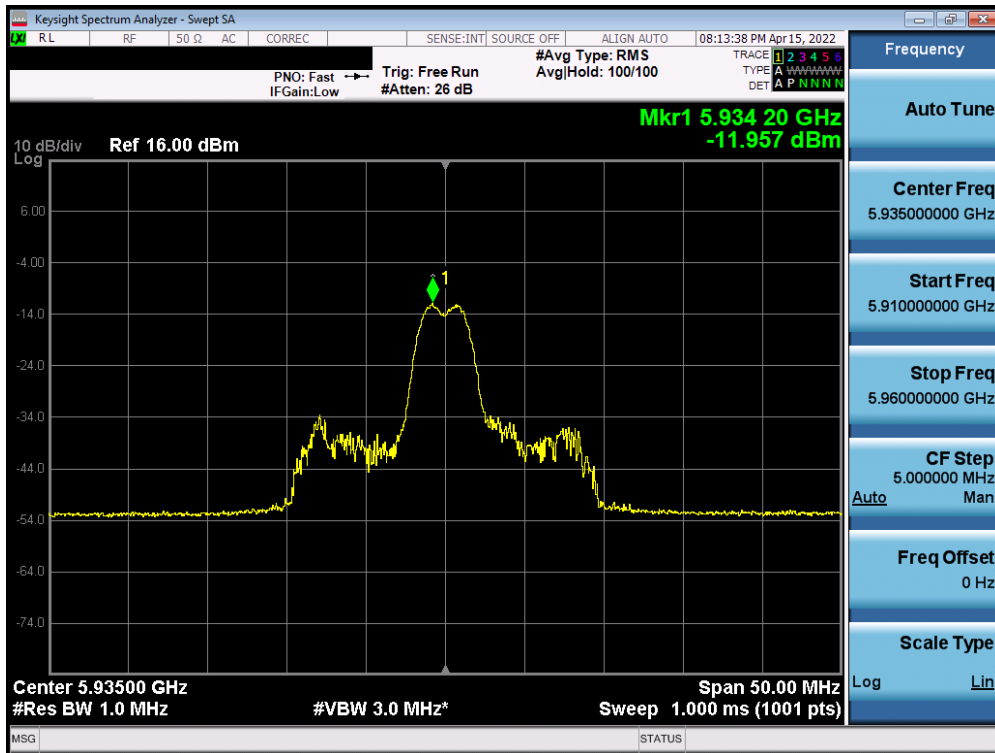 Keysight Spectrum Analyzer - Swept SA
LXI RL RF 50 Ω AC CORREC SENSE:INT SOURCE OFF ALIGN AUTO 08:13:38 PM Apr 15, 2022
PNO: Fast
IFGain:Low
Trig: Free Run
#Atten: 26 dB
#Avg Type: RMS
Avg|Hold: 100/100
TRACE 1 2 3 4 5 6
TYPE A WWWWW
DET A P N N N N
Mkr1 5.934 20 GHz
-11.957 dBm
10 dB/div Ref 16.00 dBm
Log
6.00
-4.00
1
-14.0
-24.0
-34.0
-44.0
-54.0
-64.0
-74.0
Center 5.93500 GHz Span 50.00 MHz
#Res BW 1.0 MHz #VBW 3.0 MHz* Sweep 1.000 ms (1001 pts)
MSG STATUS
Frequency
Auto Tune
Center Freq
5.935000000 GHz
Start Freq
5.910000000 GHz
Stop Freq
5.960000000 GHz
CF Step
5.000000 MHz
Auto Man
Freq Offset
0 Hz
Scale Type
Log Lin